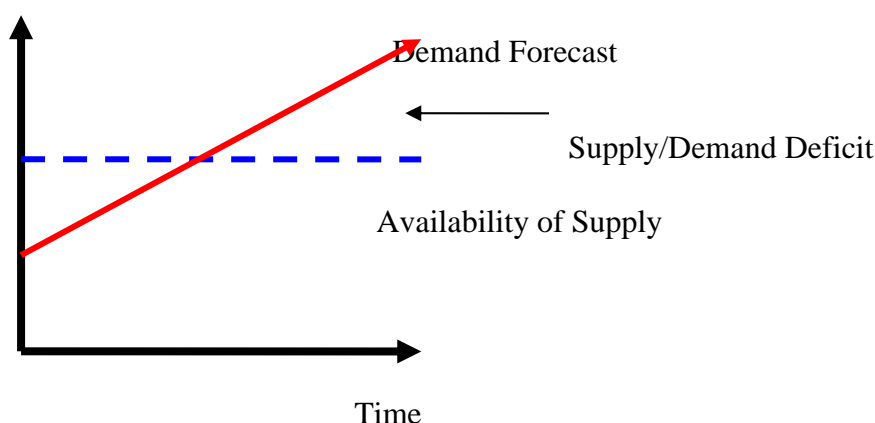 Demand Forecast
Supply/Demand Deficit
Availability of Supply
Time